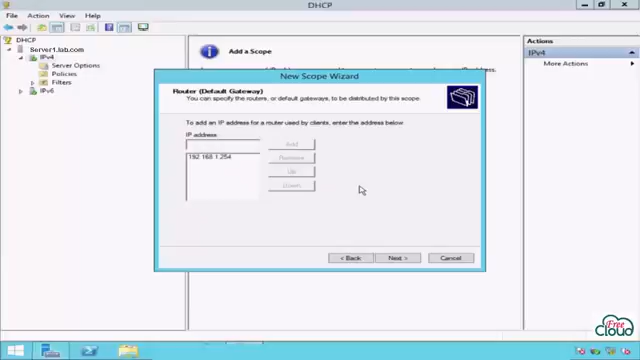 DHCP
File Action View Help
DHCP
Server1.lab.com
IPv4
Server Options
Policies
Filters
IPv6
Add a Scope
Actions
IPv4
More Actions
New Scope Wizard
Router (Default Gateway)
You can specify the routers, or default gateways, to be distributed by this scope.
To add an IP address for a router used by clients, enter the address below
IP address
Add
192 168 1.254
Remove
Up
Down
< Back
Next >
Cancel
Free
Cloud